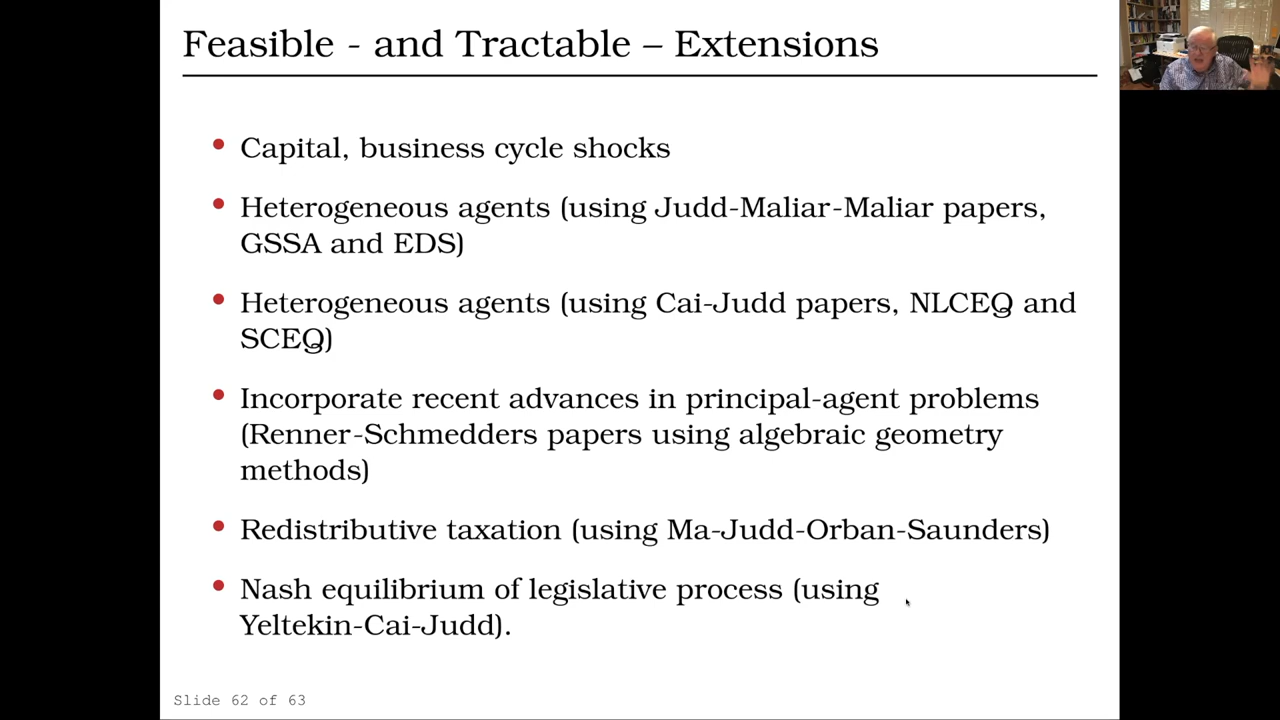 Feasible - and Tractable – Extensions
• Capital, business cycle shocks
• Heterogeneous agents (using Judd-Maliar-Maliar papers,
GSSA and EDS)
• Heterogeneous agents (using Cai-Judd papers, NLCEQ and
SCEQ)
• Incorporate recent advances in principal-agent problems
(Renner-Schmedders papers using algebraic geometry
methods)
• Redistributive taxation (using Ma-Judd-Orban-Saunders)
• Nash equilibrium of legislative process (using
Yeltekin-Cai-Judd).
Slide 62 of 63